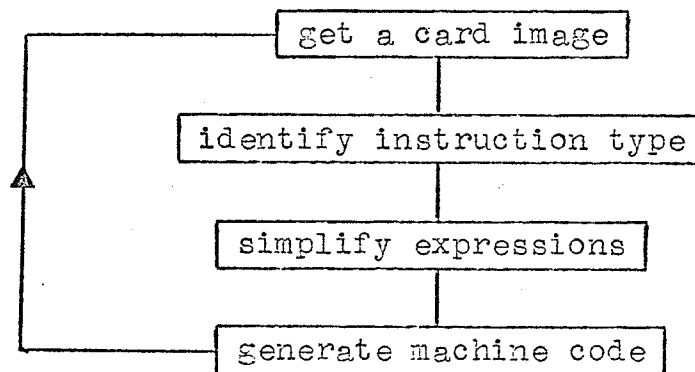 get a card image
identify instruction type
simplify expressions
generate machine code